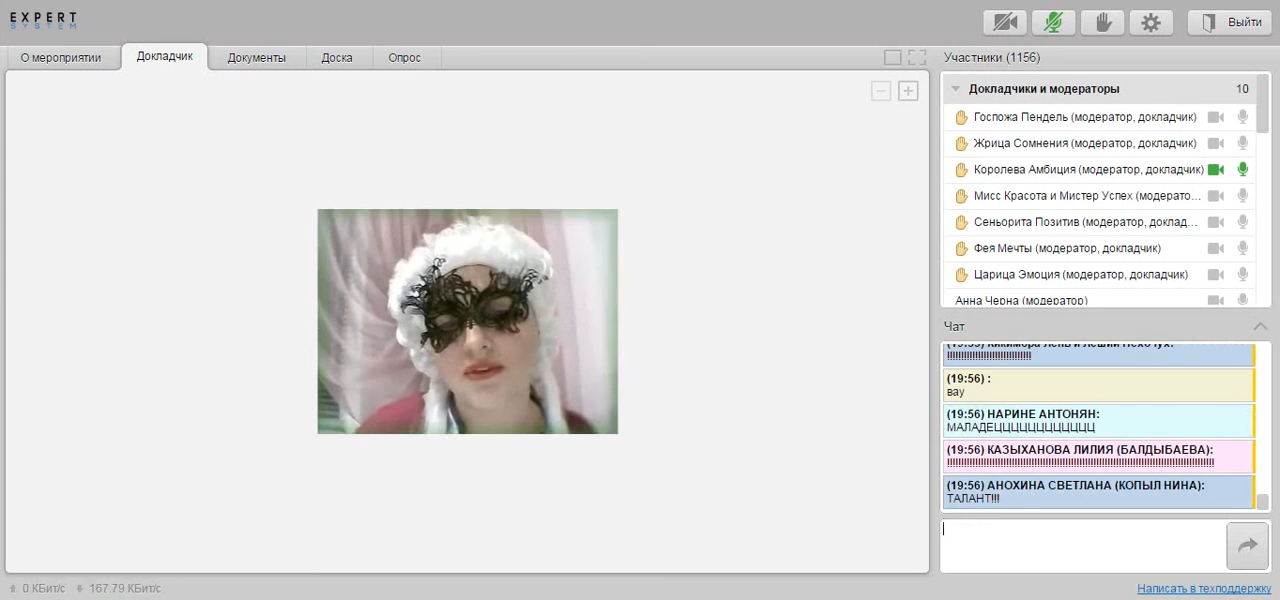 EXPERT
SYSTEM
Выйти
О мероприятии
Докладчик
Документы
Доска
Опрос
Участники (1156)
Докладчики и модераторы 10
Госпожа Пендель (модератор, докладчик)
Жрица Сомнения (модератор, докладчик)
Королева Амбиция (модератор, докладчик)
Мисс Красота и Мистер Успех (модерато...
Сеньорита Позитив (модератор, доклад...
Фея Мечты (модератор, докладчик)
Царица Эмоция (модератор, докладчик)
Анна Черна (модератор)
Чат
!!!!!!!!!!!!!!!!!!!!!!!!!!!!
(19:56) :
вау
(19:56) НАРИНЕ АНТОНЯН:
МАЛАДЕЦЦЦЦЦЦЦЦЦЦЦЦ
(19:56) КАЗЫХАНОВА ЛИЛИЯ (БАЛДЫБАЕВА):
!!!!!!!!!!!!!!!!!!!!!!!!!!!!!!!!!!!!!!!!!!!!!!!!!!!!!!!!!!!!!!!!!!!!!!!!!!!!!!!!!!!!!!!!!
(19:56) АНОХИНА СВЕТЛАНА (КОПЫЛ НИНА):
ТАЛАНТ!!!
0 КБит/с 167.79 КБит/с
Написать в техподдержку